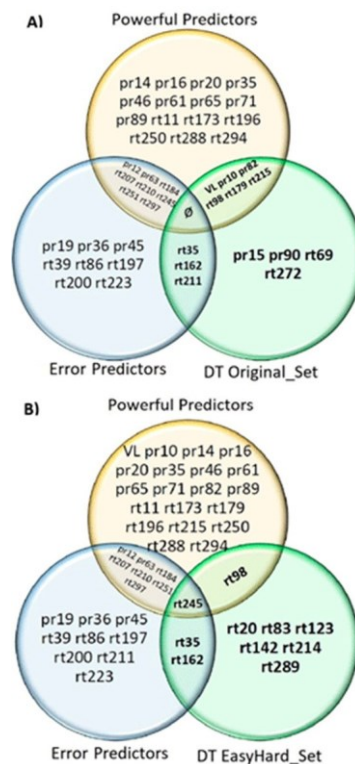 A)
Powerful Predictors
pr14 pr16 pr20 pr35
pr46 pr61 pr65 pr71
pr89 rt11 rt173 rt196
rt250 rt288 rt294
pr12 pr63 rt184
rt207 rt210 rt245
rt251 rt297
VL pr10 pr82
rt98 rt179 rt215
Ø
pr19 pr36 pr45
rt39 rt86 rt197
rt200 rt223
rt35
rt162
rt211
pr15 pr90 rt69
rt272
Error Predictors
DT Original_Set
B)
Powerful Predictors
VL pr10 pr14 pr16
pr20 pr35 pr46 pr61
pr65 pr71 pr82 pr89
rt11 rt173 rt179
rt196 rt215 rt250
rt288 rt294
pr12 pr63 rt184
rt207 rt210 rt251
rt297
rt98
rt245
pr19 pr36 pr45
rt39 rt86 rt197
rt200 rt211
rt223
rt35
rt162
rt20 rt83 rt123
rt142 rt214
rt289
Error Predictors
DT EasyHard_Set